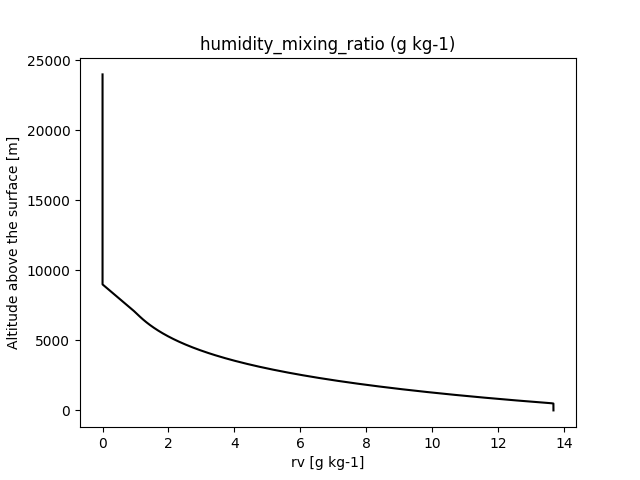 humidity_mixing_ratio (g kg-1)
Altitude above the surface [m]
25000
20000
15000
10000
5000
0
0 2 4 6 8 10 12 14
rv [g kg-1]